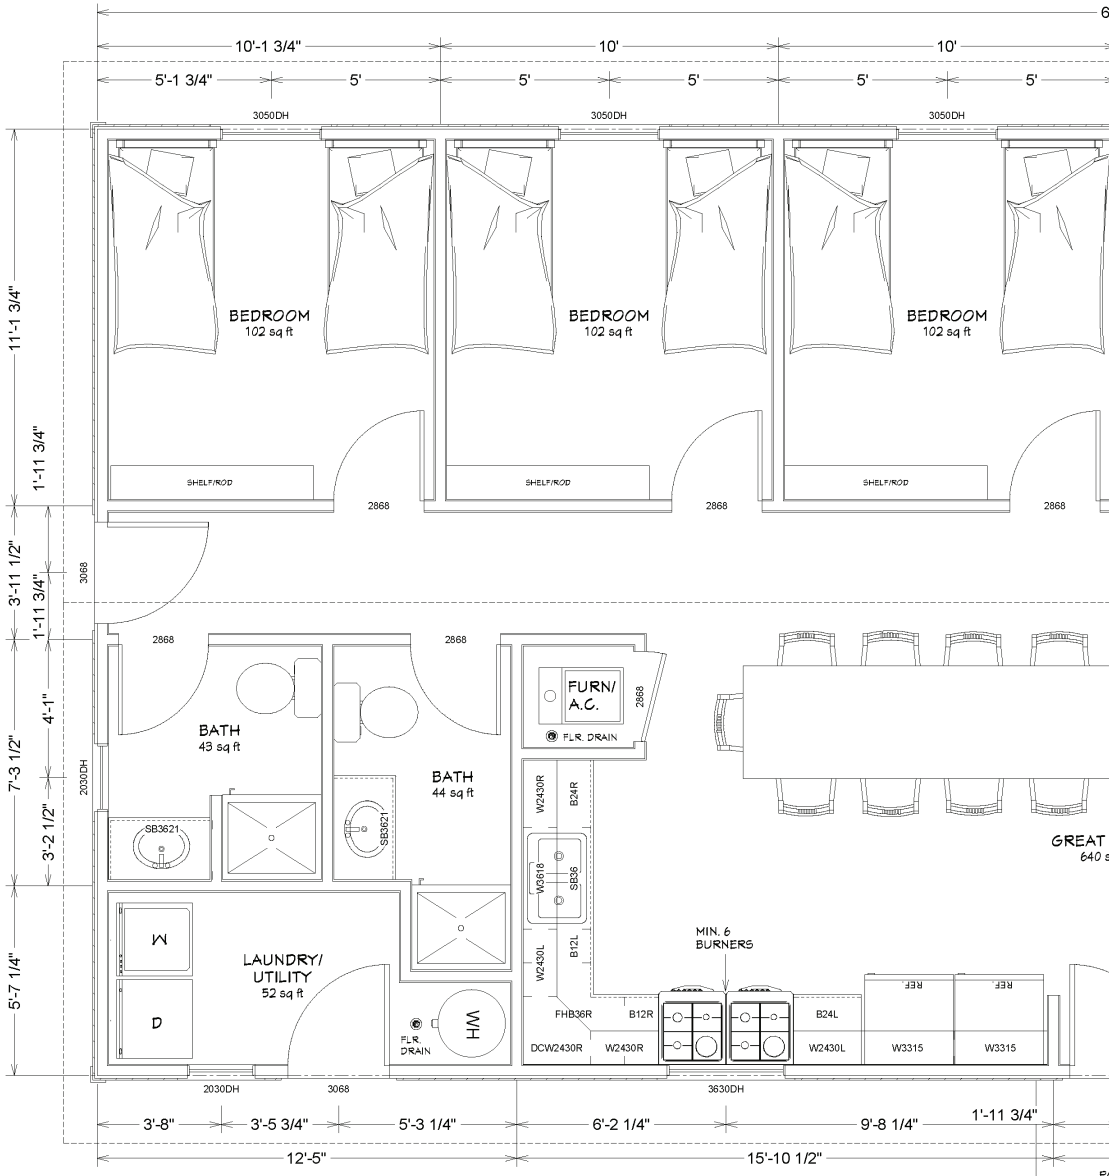 6
10'-1 3/4"
10'
10'
5'-1 3/4"
5'
5'
5'
5'
5'
3050DH
3050DH
3050DH
11'-1 3/4"
BEDROOM
102 sq ft
BEDROOM
102 sq ft
BEDROOM
102 sq ft
1'-11 3/4"
SHELF/ROD
SHELF/ROD
SHELF/ROD
2868
2868
2868
3'-11 1/2"
1'-11 3/4"
3068
2868
2868
7'-3 1/2"
4'-1"
3'-2 1/2"
2030DH
BATH
43 sq ft
BATH
44 sq ft
SB3621
SB3621
FURN/
A.C.
FLR. DRAIN
2868
W2430R
B24R
W3618
SB36
W2430L
B12L
GREAT
640 s
MIN. 6
BURNERS
5'-7 1/4"
W
D
LAUNDRY/
UTILITY
52 sq ft
FLR.
DRAIN
WH
FHB36R
B12R
DCW2430R
W2430R
B24L
W2430L
REF
REF
W3315
W3315
2030DH
3068
3630DH
3'-8"
3'-5 3/4"
5'-3 1/4"
6'-2 1/4"
9'-8 1/4"
1'-11 3/4"
12'-5"
15'-10 1/2"